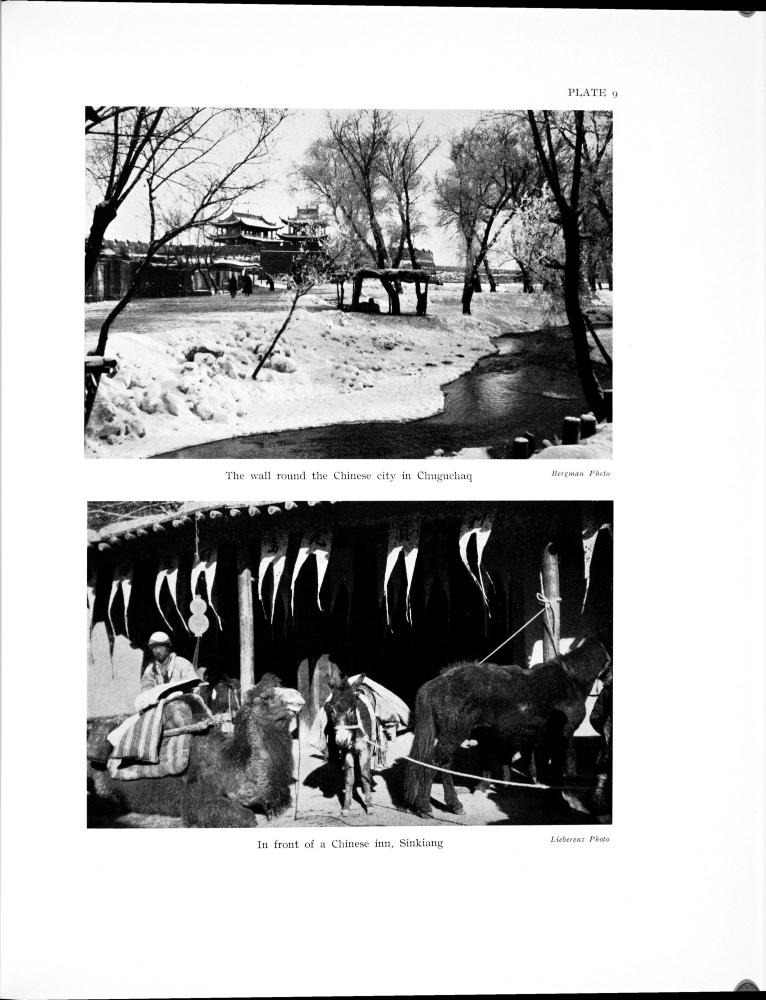 PLATE 9
The wall round the Chinese city in Chuguchaq
Bergman Photo
In front of a Chinese inn, Sinkiang
Lieberenz Photo